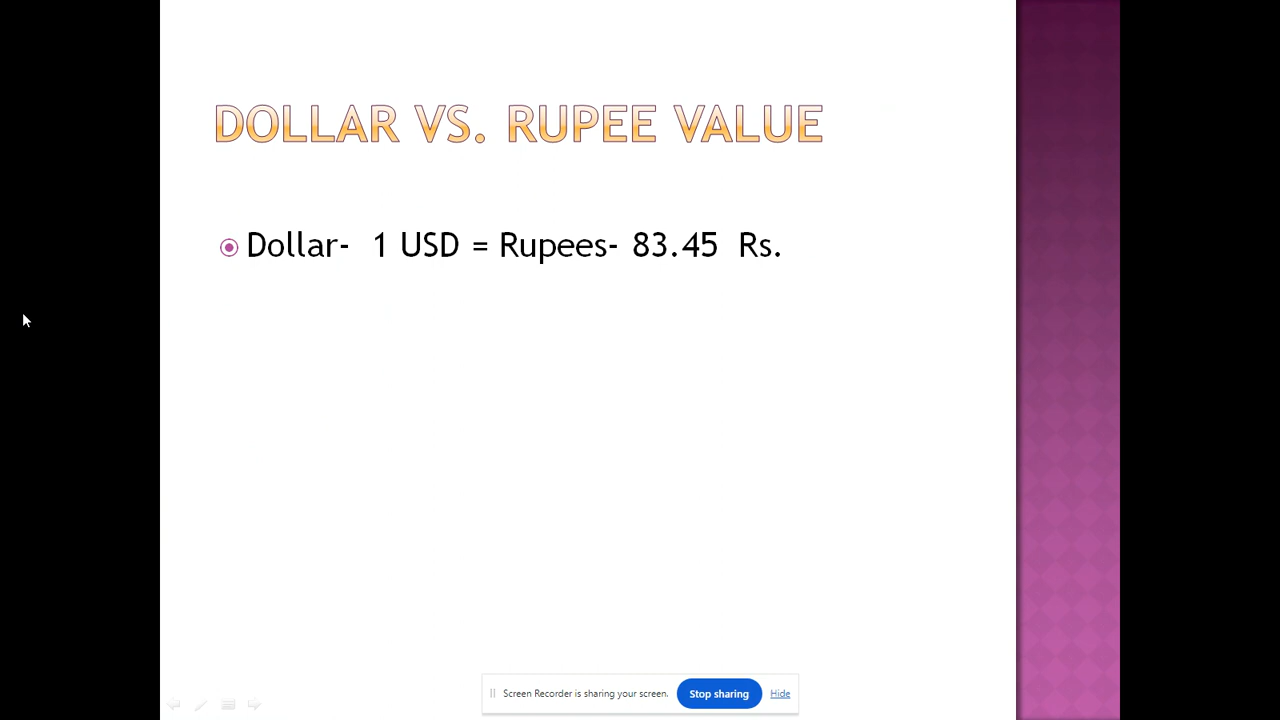 DOLLAR VS. RUPEE VALUE
Dollar- 1 USD = Rupees- 83.45 Rs.
Screen Recorder is sharing your screen. Stop sharing Hide